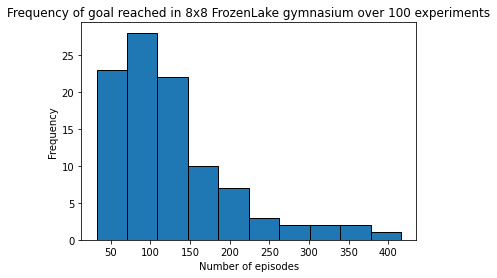 Frequency of goal reached in 8x8 FrozenLake gymnasium over 100 experiments
25
20
15
10
5
0
Frequency
50 100 150 200 250 300 350 400
Number of episodes